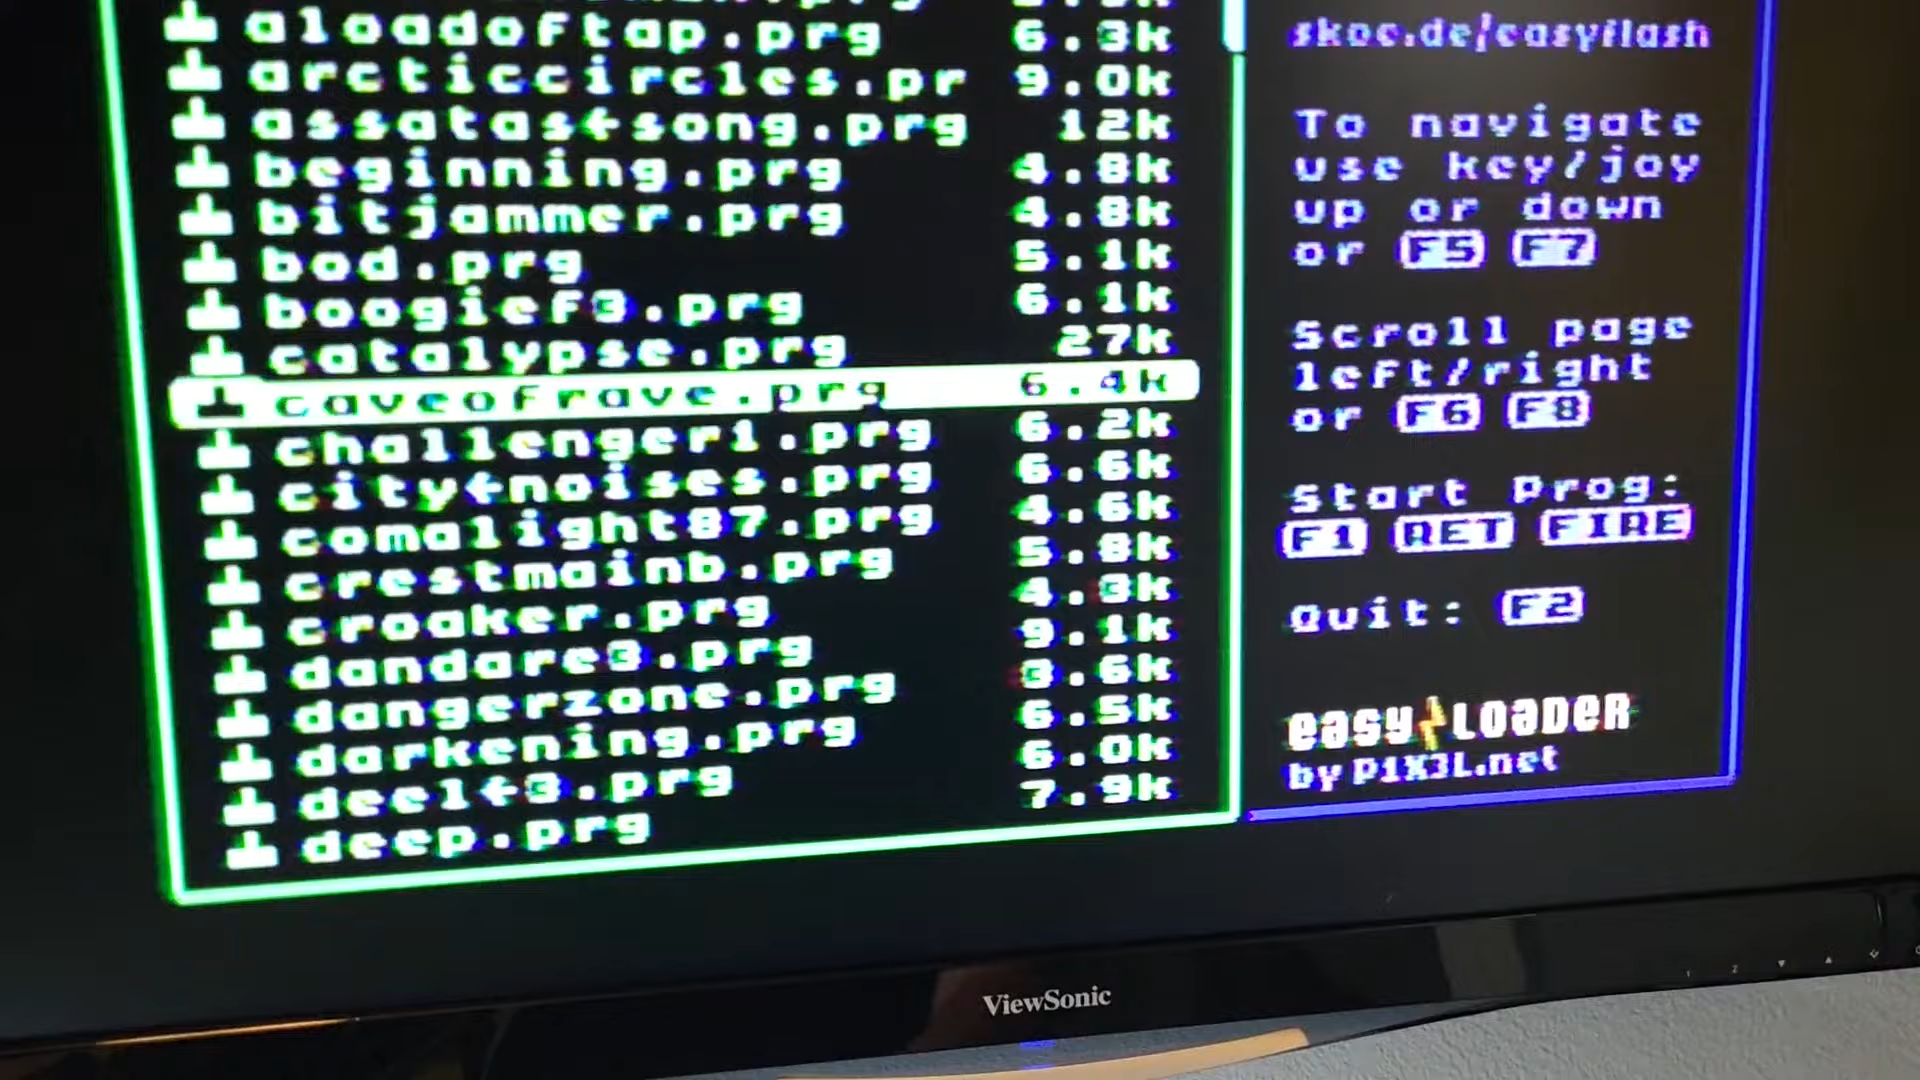 aloadoftap.prg 6.3k
arcticcircles.pr 9.0k
assatas←song.prg 12k
beginning.prg 4.8k
bitjammer.prg 4.8k
bod.prg 5.1k
boogief3.prg 6.1k
catalypse.prg 27k
caveofrave.prg 6.4k
challenger1.prg 6.2k
city←noises.prg 6.6k
comalight87.prg 4.6k
crestmainb.prg 5.8k
croaker.prg 4.3k
dandare3.prg 9.1k
dangerzone.prg 3.6k
darkening.prg 6.5k
deel←3.prg 6.0k
deep.prg 7.9k
skoe.de/easyflash
To navigate
use key/joy
up or down
or F5 F7
Scroll page
left/right
or F6 F8
Start Prog:
F1 RET FIRE
Quit: F2
easy LOADER
by P1X3L.net
ViewSonic
1 2